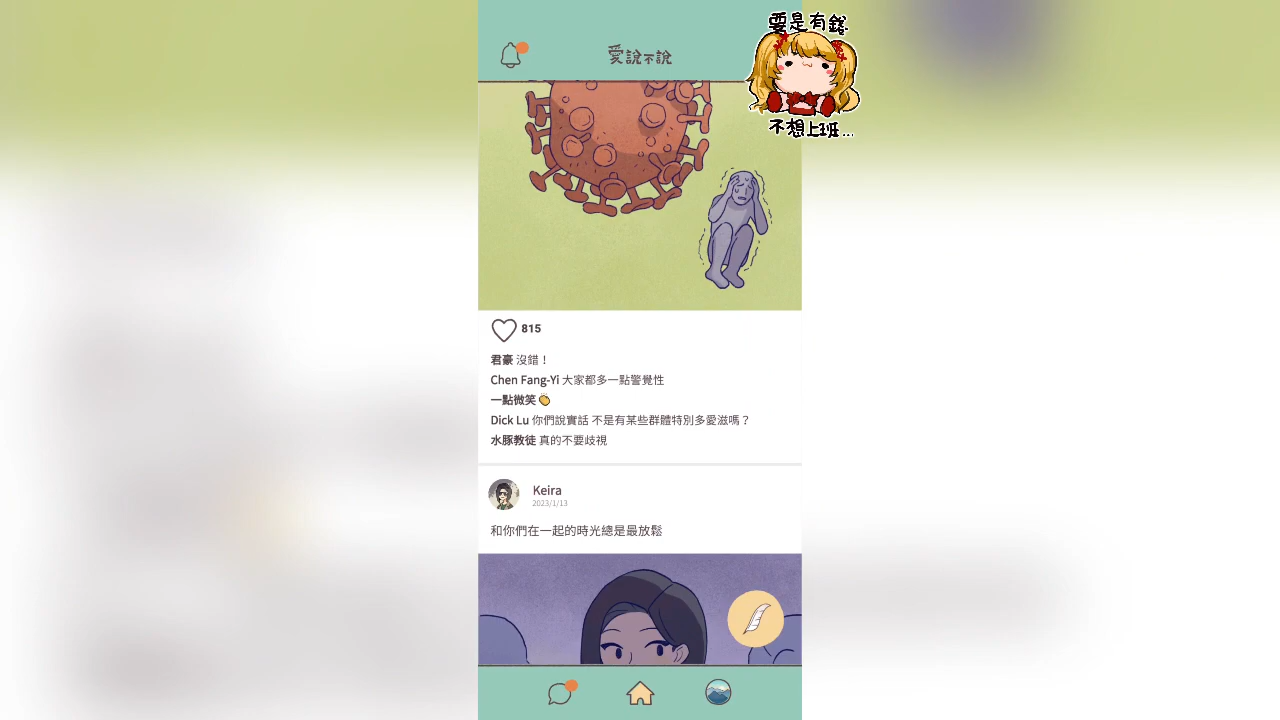 要是有錢
愛說不說
不想上班...
815
君豪 沒錯！
Chen Fang-Yi 大家都多一點警覺性
一點微笑 👏
Dick Lu 你們說實話 不是有某些群體特別多愛滋嗎？
水豚教徒 真的不要歧視
Keira
2023/1/13
和你們在一起的時光總是最放鬆